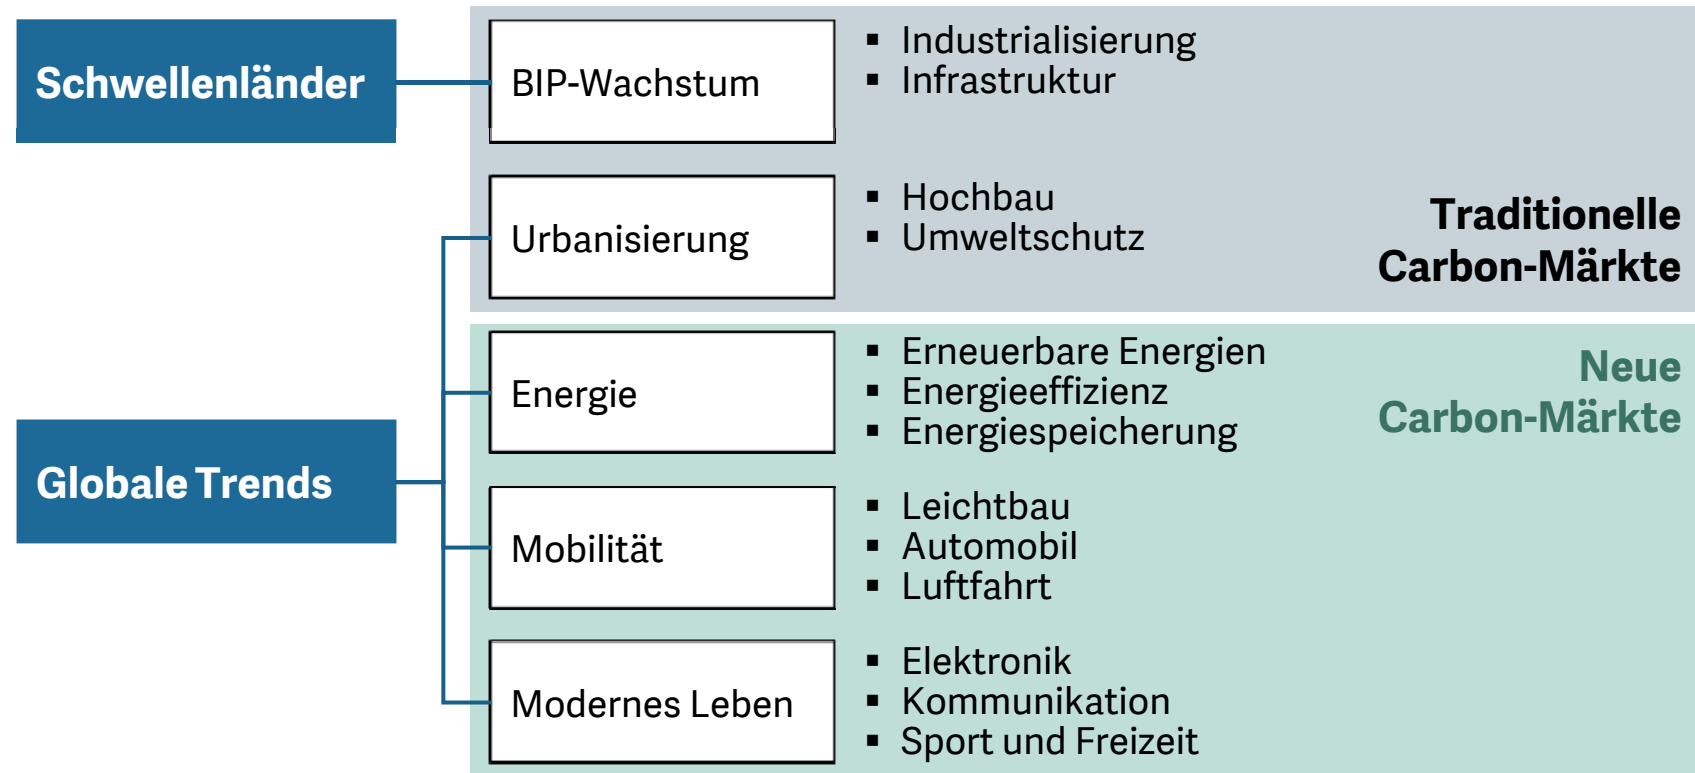 Schwellenländer
BIP-Wachstum
▪ Industrialisierung
▪ Infrastruktur
Urbanisierung
▪ Hochbau
▪ Umweltschutz
Traditionelle
Carbon-Märkte
Globale Trends
Energie
▪ Erneuerbare Energien
▪ Energieeffizienz
▪ Energiespeicherung
Neue
Carbon-Märkte
Mobilität
▪ Leichtbau
▪ Automobil
▪ Luftfahrt
Modernes Leben
▪ Elektronik
▪ Kommunikation
▪ Sport und Freizeit